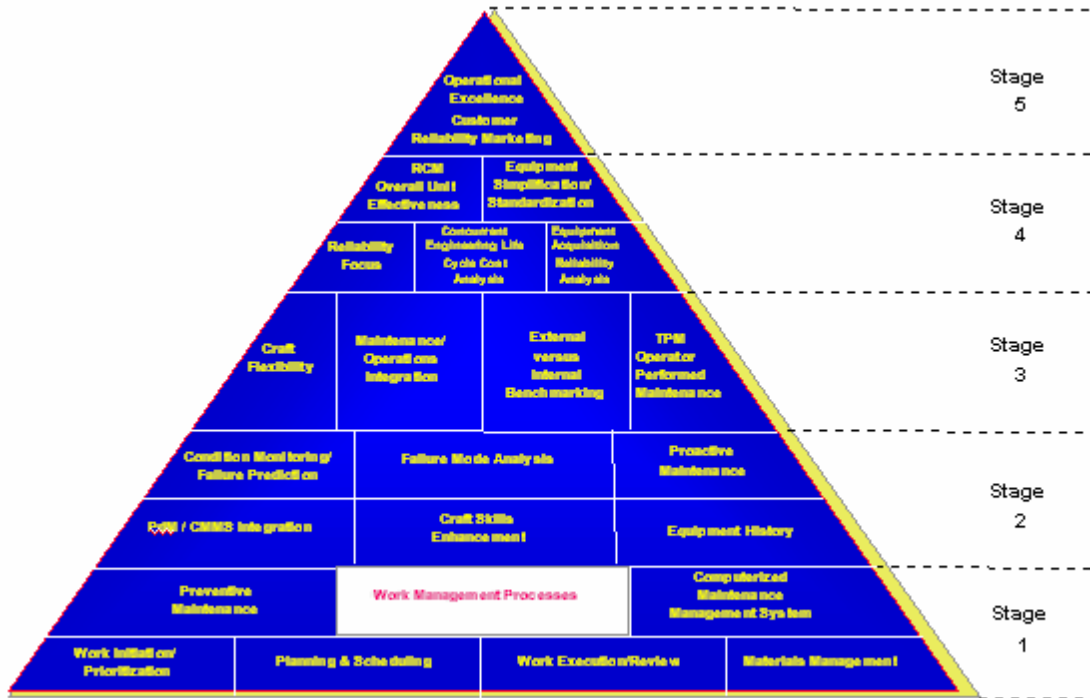 Operational
Excellence
Customer
Reliability Marketing
Stage
5
RCM
Overall Unit
Effectiveness
Equipment
Simplification/
Standardization
Reliability
Focus
Concurrent
Engineering Life
Cycle Cost
Analysis
Equipment
Acquisition
Reliability
Analysis
Stage
4
Craft
Flexibility
Maintenance/
Operations
Integration
External
versus
Internal
Benchmarking
TPM
Operator
Performed
Maintenance
Stage
3
Condition Monitoring/
Failure Prediction
Failure Mode Analysis
Proactive
Maintenance
PdM / CMMS Integration
Craft Skills
Enhancement
Equipment History
Stage
2
Preventive
Maintenance
Work Management Processes
Computerized
Maintenance
Management System
Work Initiation/
Prioritization
Planning & Scheduling
Work Execution/Review
Materials Management
Stage
1